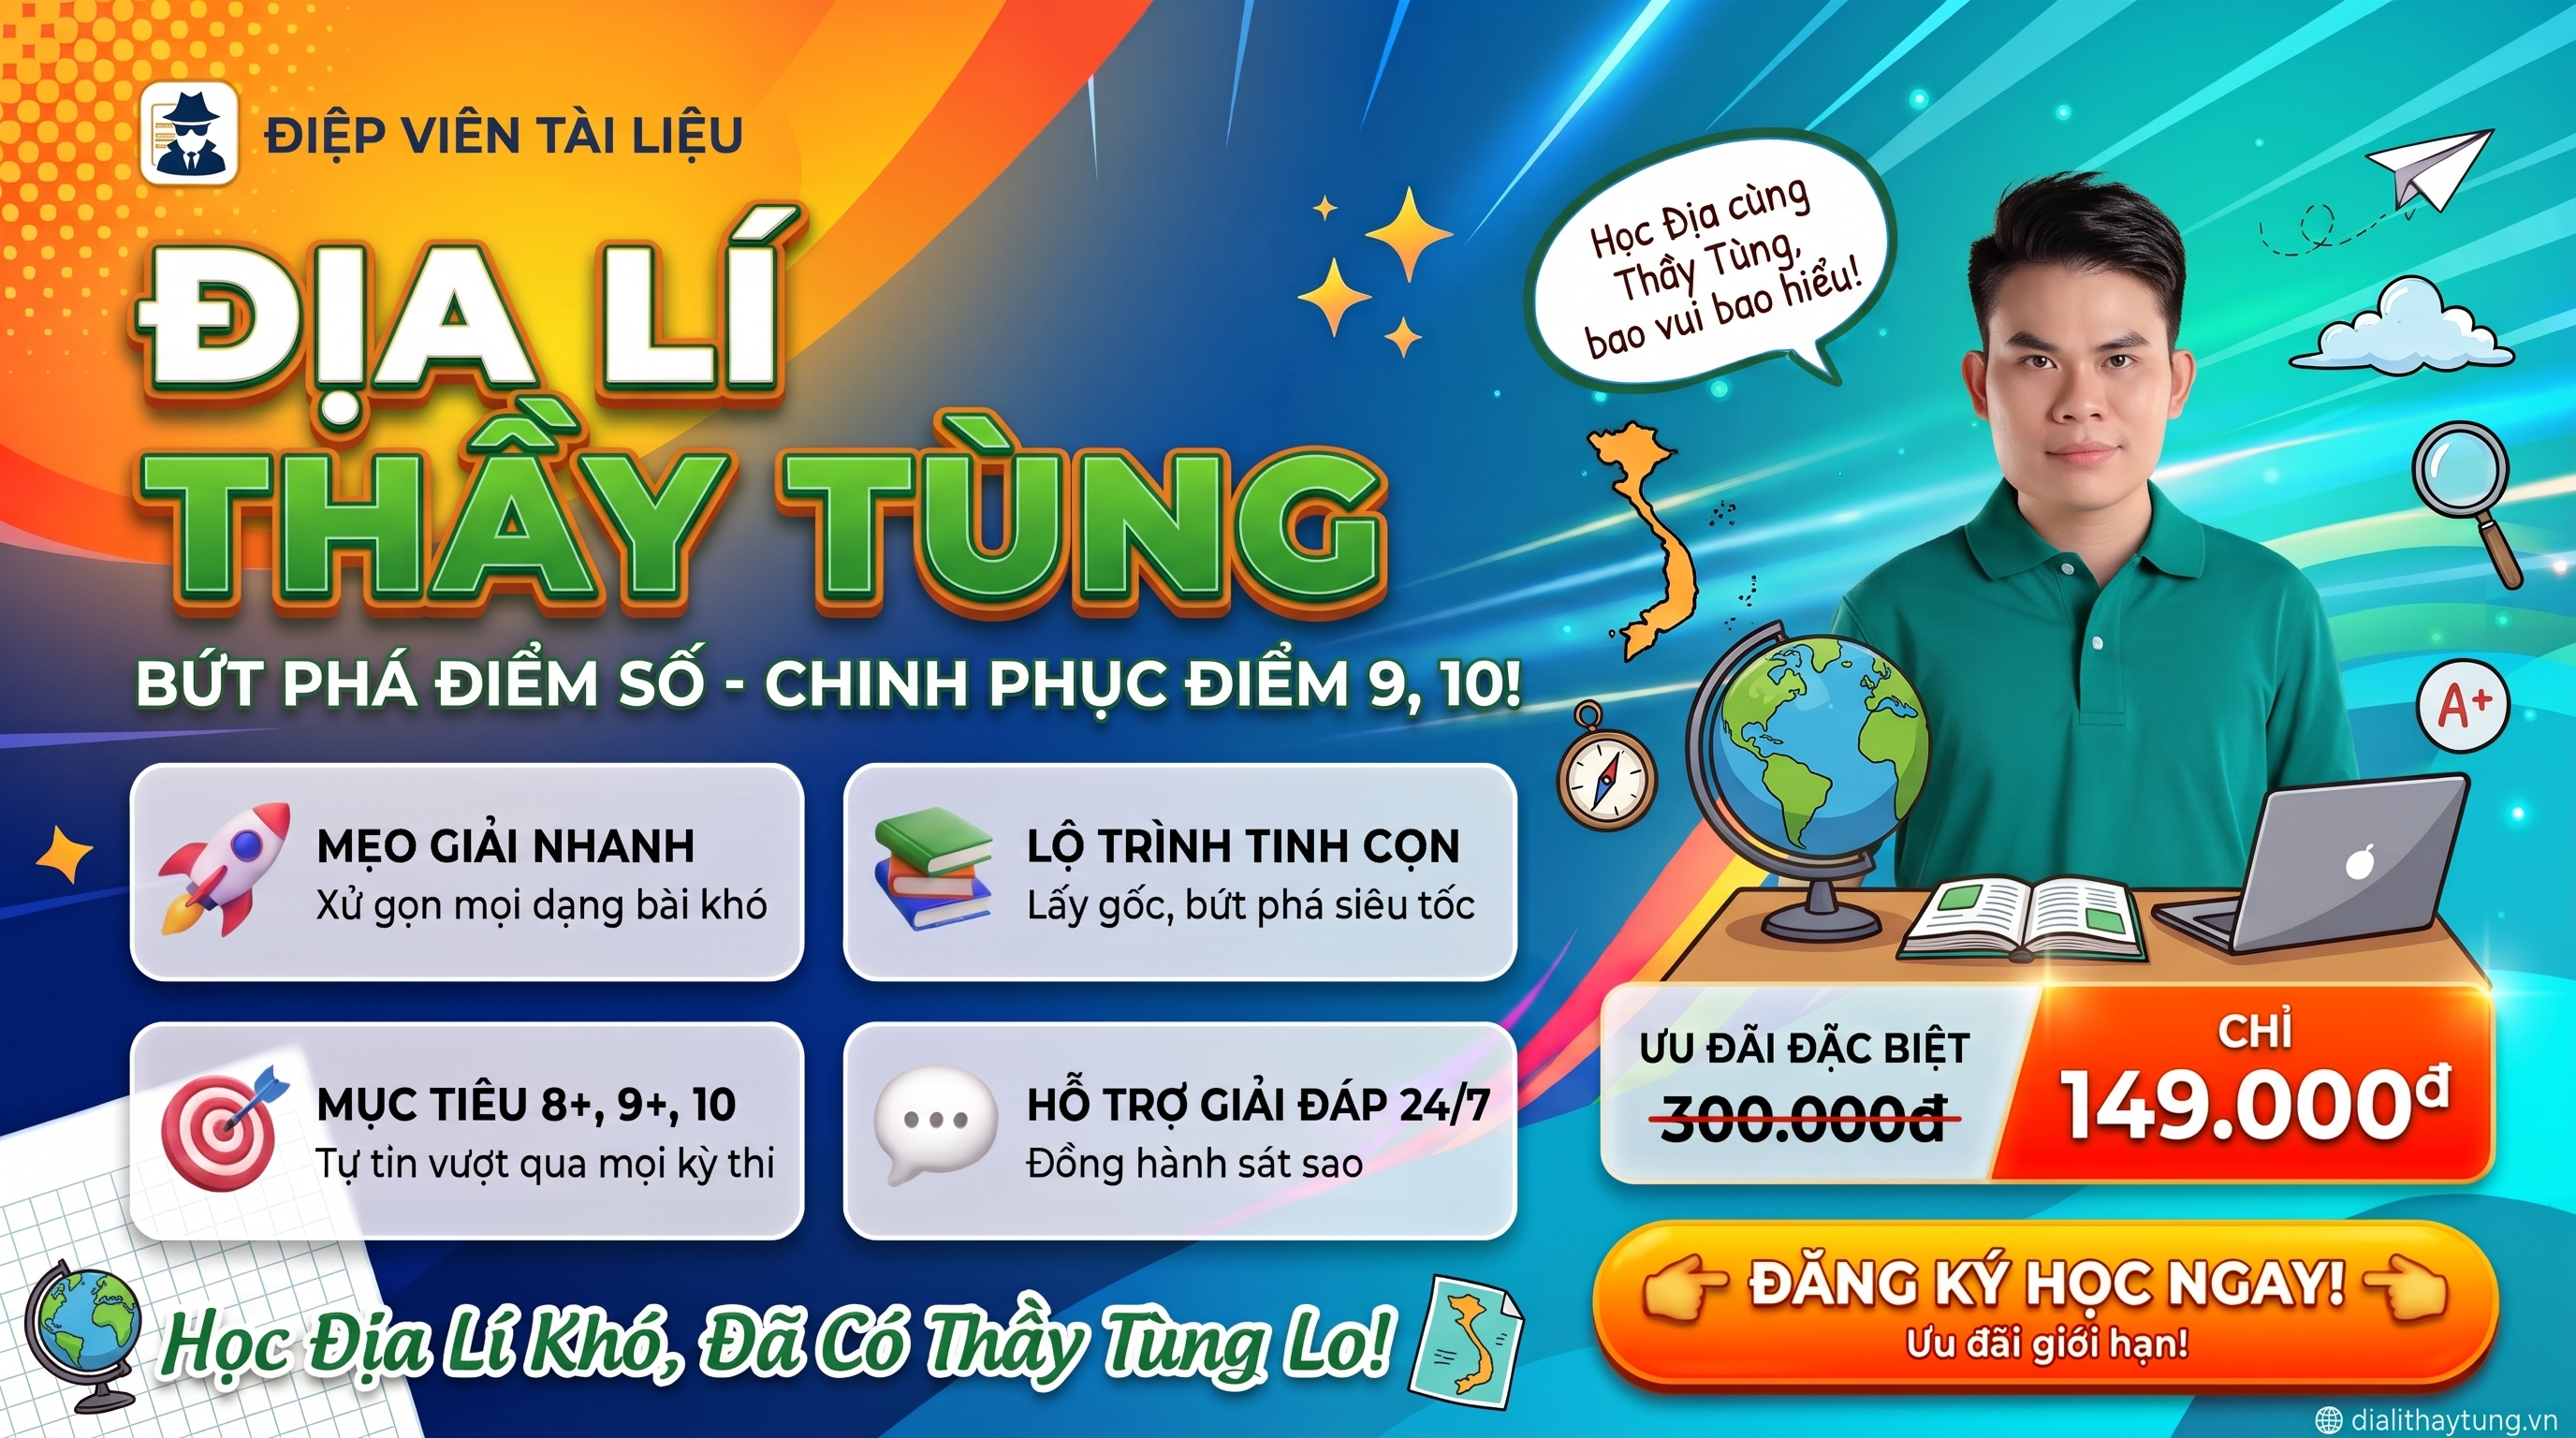 ĐIỆP VIÊN TÀI LIỆU
ĐỊA LÍ
THẦY TÙNG
BỨT PHÁ ĐIỂM SỐ - CHINH PHỤC ĐIỂM 9, 10!
Học Địa cùng
Thầy Tùng,
bao vui bao hiểu!
MẸO GIẢI NHANH
Xử gọn mọi dạng bài khó
LỘ TRÌNH TINH CỌN
Lấy gốc, bứt phá siêu tốc
MỤC TIÊU 8+, 9+, 10
Tự tin vượt qua mọi kỳ thi
HỖ TRỢ GIẢI ĐÁP 24/7
Đồng hành sát sao
A+
ƯU ĐÃI ĐẶC BIỆT
300.000đ
CHỈ
149.000đ
ĐĂNG KÝ HỌC NGAY!
Ưu đãi giới hạn!
Học Địa Lí Khó, Đã Có Thầy Tùng Lo!
dialithaytung.vn